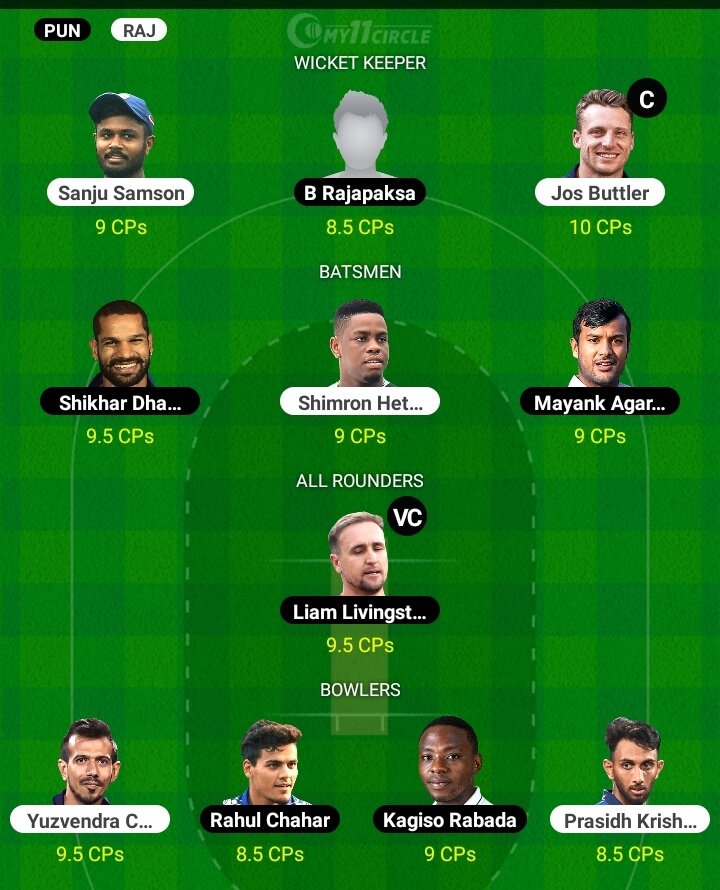 PUN RAJ
MY11CIRCLE
WICKET KEEPER
C
Sanju Samson B Rajapaksa Jos Buttler
9 CPs 8.5 CPs 10 CPs
BATSMEN
Shikhar Dha... Shimron Het... Mayank Agar...
9.5 CPs 9 CPs 9 CPs
ALL ROUNDERS
VC
Liam Livingst...
9.5 CPs
BOWLERS
Yuzvendra C... Rahul Chahar Kagiso Rabada Prasidh Krish...
9.5 CPs 8.5 CPs 9 CPs 8.5 CPs